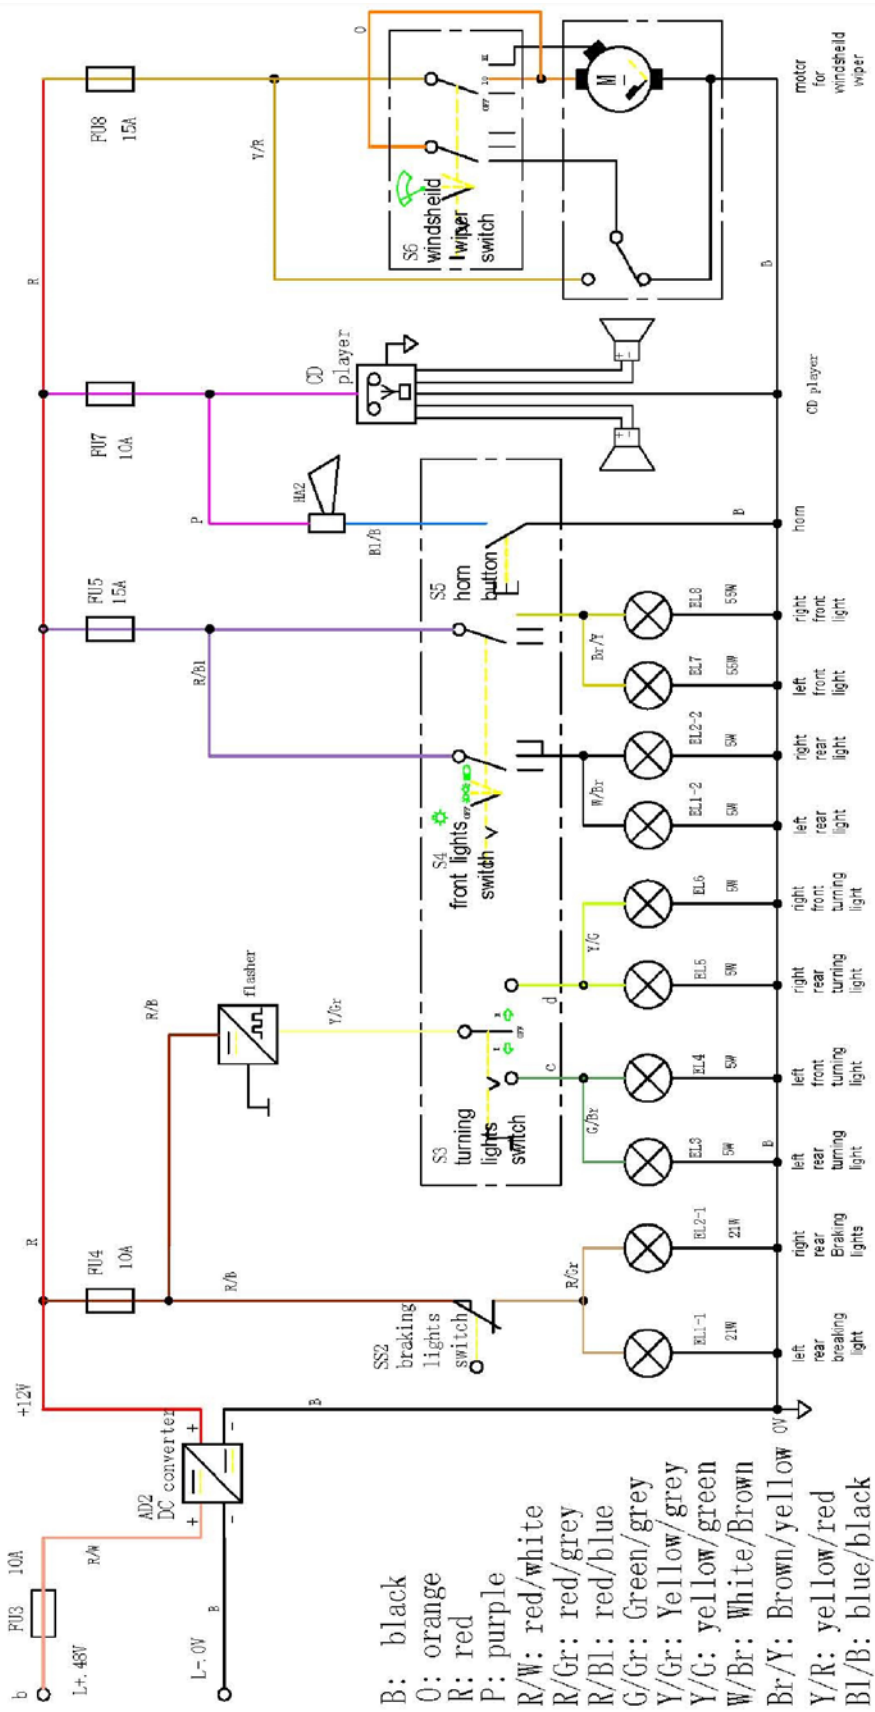 b
FU3
10A
L+. 48V
R/W
L-. 0V
B
AD2
DC converter
+
-
+
-
+12V
B
0V
R
FU4
10A
R/B
R/B
SS2
braking
lights
switch
R/Gr
EL1-1
21W
EL2-1
21W
flasher
Y/Gr
S3
turning
lights
switch
OFF
c
d
G/Br
Y/G
EL3
5W
EL4
5W
EL5
5W
EL6
5W
B
FU5
15A
R/Bl
S4
front lights
switch
OFF
W/Br
Br/Y
EL1-2
5W
EL2-2
5W
EL7
55W
EL8
55W
R
FU7
10A
P
HA2
Bl/B
S5
horn
button
B
CD
player
+ -
+ -
FU8
15A
Y/R
O
S6
windsheild
wiper
switch
OFF
LO
HI
M
B
left
rear
breaking
light
right
rear
Braking
lights
left
rear
turning
light
left
front
turning
light
right
rear
turning
light
right
front
turning
light
left
rear
light
right
rear
light
left
front
light
right
front
light
horn
CD player
motor
for
windsheild
wiper
B: black
O: orange
R: red
P: purple
R/W: red/white
R/Gr: red/grey
R/Bl: red/blue
G/Gr: Green/grey
Y/Gr: Yellow/grey
Y/G: yellow/green
W/Br: White/Brown
Br/Y: Brown/yellow
Y/R: yellow/red
Bl/B: blue/black